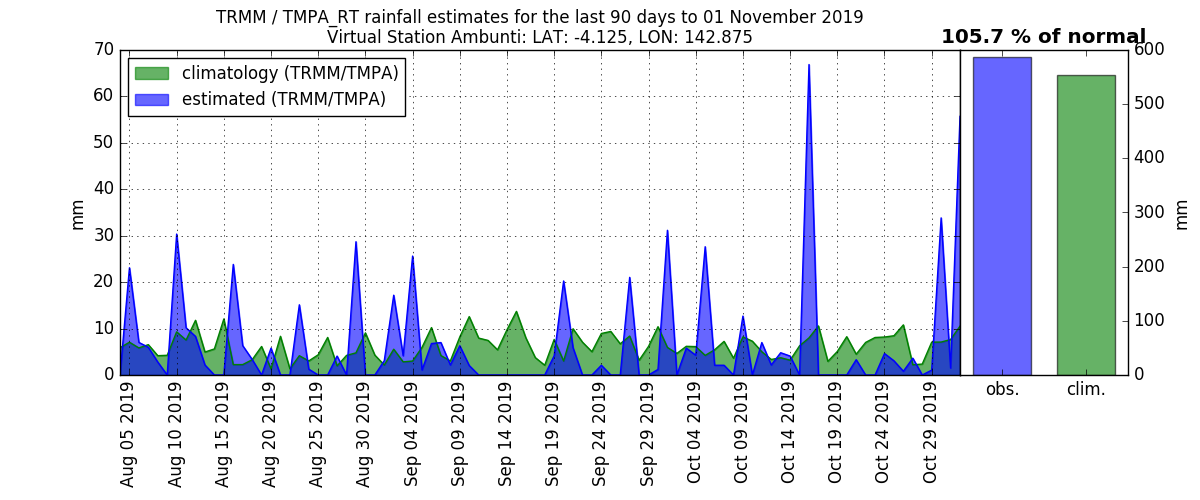 TRMM / TMPA_RT rainfall estimates for the last 90 days to 01 November 2019
Virtual Station Ambunti: LAT: -4.125, LON: 142.875
105.7 % of normal
climatology (TRMM/TMPA)
estimated (TRMM/TMPA)
70
60
50
40
30
20
10
0
mm
600
500
400
300
200
100
0
mm
Aug 05 2019
Aug 10 2019
Aug 15 2019
Aug 20 2019
Aug 25 2019
Aug 30 2019
Sep 04 2019
Sep 09 2019
Sep 14 2019
Sep 19 2019
Sep 24 2019
Sep 29 2019
Oct 04 2019
Oct 09 2019
Oct 14 2019
Oct 19 2019
Oct 24 2019
Oct 29 2019
obs.
clim.